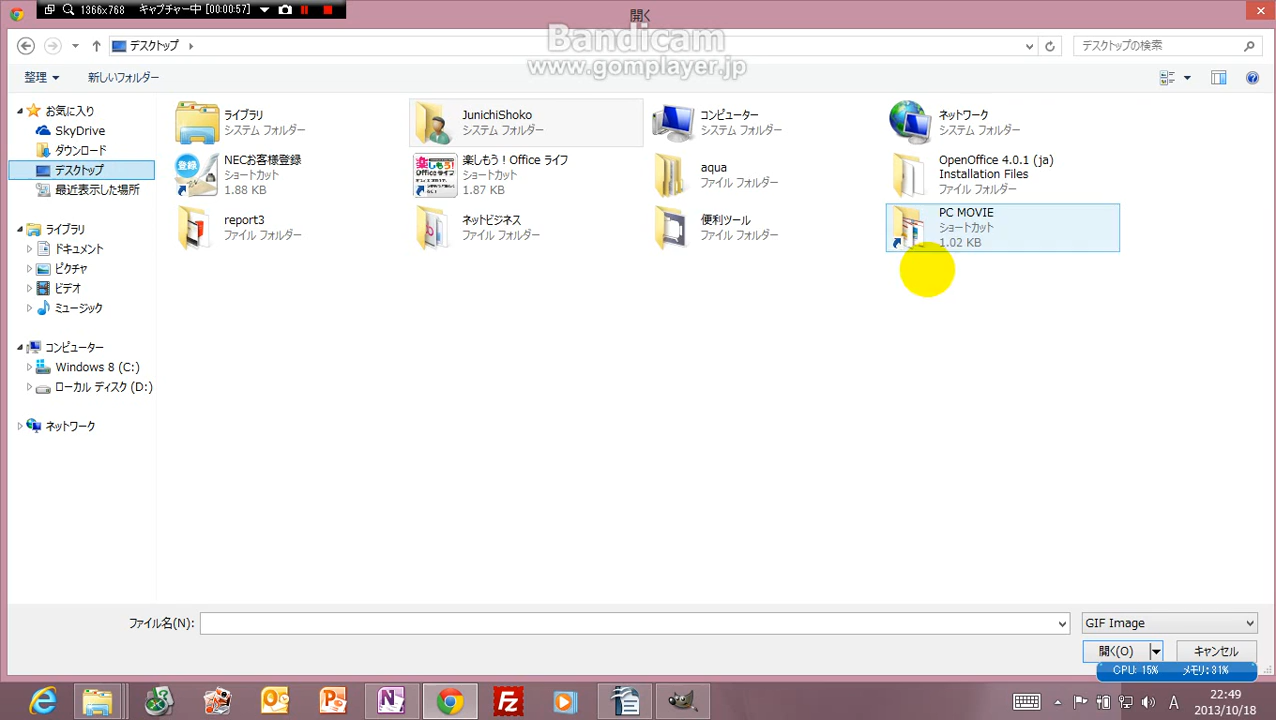 1366x768 キャプチャー中 [00:00:57]
開く
Bandicam
www.gomplayer.jp
デスクトップ
デスクトップの検索
整理
新しいフォルダー
お気に入り
SkyDrive
ダウンロード
デスクトップ
最近表示した場所
ライブラリ
ドキュメント
ピクチャ
ビデオ
ミュージック
コンピューター
Windows 8 (C:)
ローカル ディスク (D:)
ネットワーク
ライブラリ
システム フォルダー
JunichiShoko
システム フォルダー
コンピューター
システム フォルダー
ネットワーク
システム フォルダー
登録
NECお客様登録
ショートカット
1.88 KB
楽しもう!Office ライフ
ショートカット
1.87 KB
aqua
ファイル フォルダー
OpenOffice 4.0.1 (ja)
Installation Files
ファイル フォルダー
report3
ファイル フォルダー
ネットビジネス
ファイル フォルダー
便利ツール
ファイル フォルダー
PC MOVIE
ショートカット
1.02 KB
ファイル名(N):
GIF Image
開く(O)
キャンセル
CPU: 15% メモリ:31%
A
22:49
2013/10/18